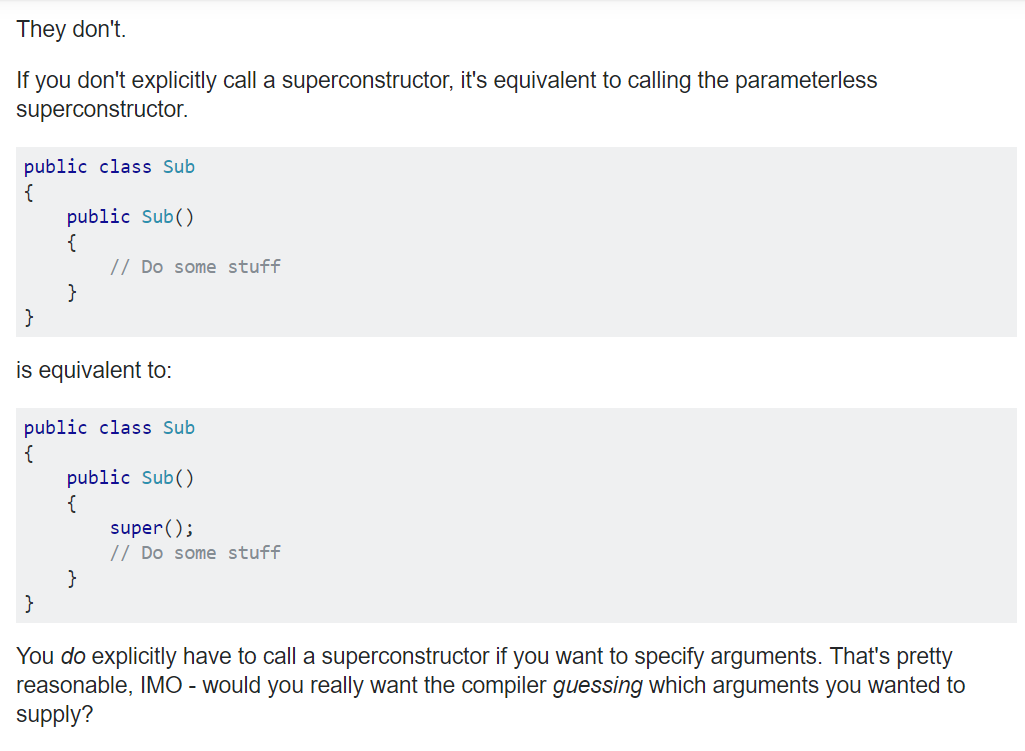 They don't.
If you don't explicitly call a superconstructor, it's equivalent to calling the parameterless
superconstructor.
public class Sub
{
    public Sub()
    {
        // Do some stuff
    }
}
is equivalent to:
public class Sub
{
    public Sub()
    {
        super();
        // Do some stuff
    }
}
You do explicitly have to call a superconstructor if you want to specify arguments. That's pretty
reasonable, IMO - would you really want the compiler guessing which arguments you wanted to
supply?